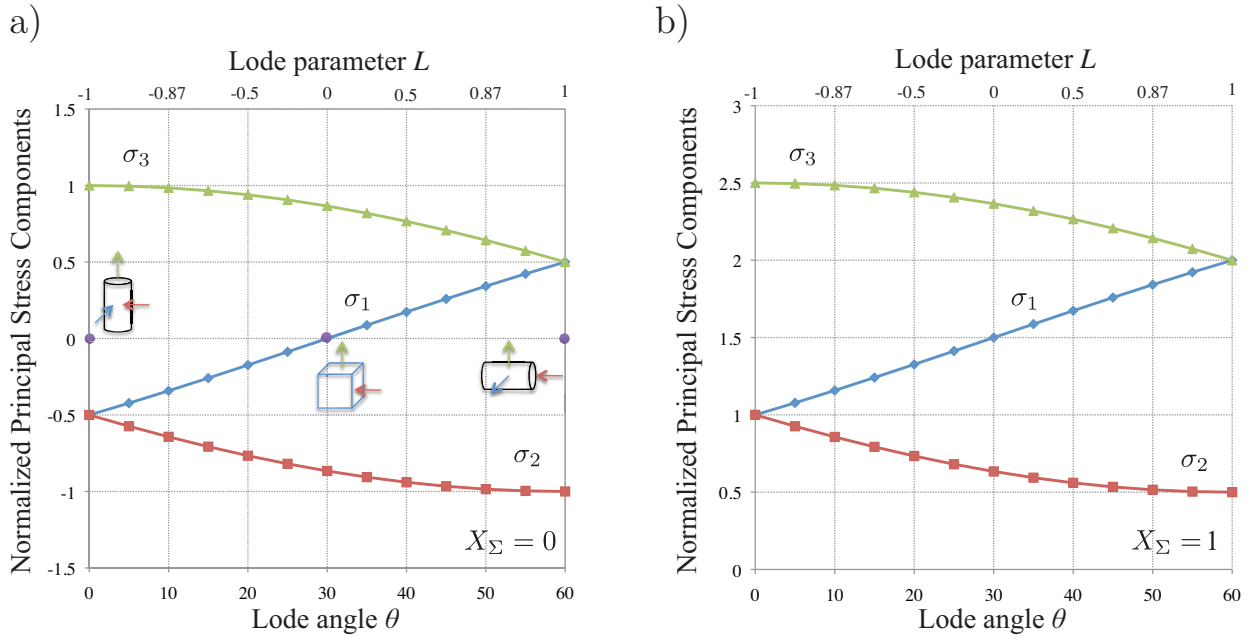 a)
Lode parameter L
-1 -0.87 -0.5 0 0.5 0.87 1
Normalized Principal Stress Components
1.5
1
0.5
0
-0.5
-1
-1.5
σ3
σ1
σ2
XΣ = 0
0 10 20 30 40 50 60
Lode angle θ
b)
Lode parameter L
-1 -0.87 -0.5 0 0.5 0.87 1
Normalized Principal Stress Components
3
2.5
2
1.5
1
0.5
0
σ3
σ1
σ2
XΣ = 1
0 10 20 30 40 50 60
Lode angle θ